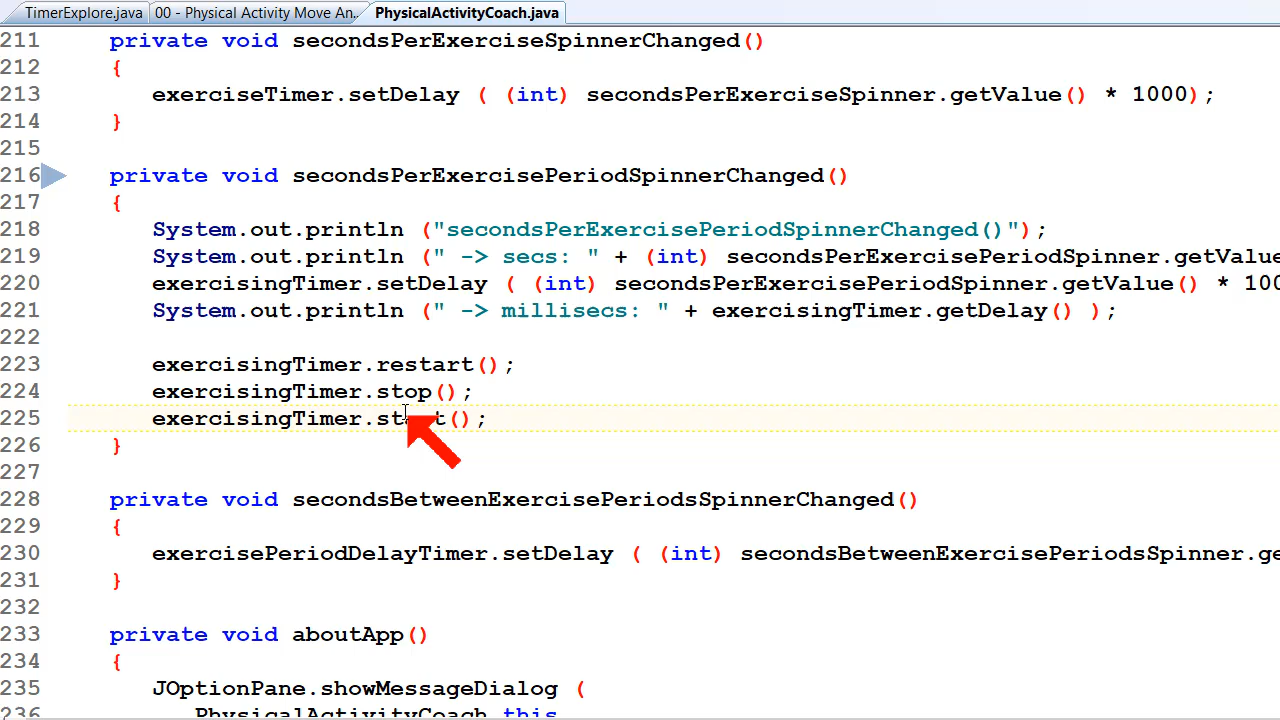 TimerExplore.java 00 - Physical Activity Move An... PhysicalActivityCoach.java
211 private void secondsPerExerciseSpinnerChanged()
212 {
213 exerciseTimer.setDelay ( (int) secondsPerExerciseSpinner.getValue() * 1000);
214 }
215
216 private void secondsPerExercisePeriodSpinnerChanged()
217 {
218 System.out.println ("secondsPerExercisePeriodSpinnerChanged()");
219 System.out.println (" -> secs: " + (int) secondsPerExercisePeriodSpinner.getValue
220 exercisingTimer.setDelay ( (int) secondsPerExercisePeriodSpinner.getValue() * 100
221 System.out.println (" -> millisecs: " + exercisingTimer.getDelay() );
222
223 exercisingTimer.restart();
224 exercisingTimer.stop();
225 exercisingTimer.start();
226 }
227
228 private void secondsBetweenExercisePeriodsSpinnerChanged()
229 {
230 exercisePeriodDelayTimer.setDelay ( (int) secondsBetweenExercisePeriodsSpinner.ge
231 }
232
233 private void aboutApp()
234 {
235 JOptionPane.showMessageDialog (
236 PhysicalActivityCoach.this